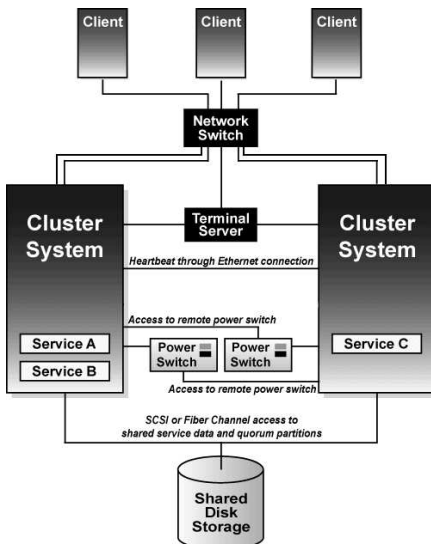 Client
Client
Client
Network
Switch
Cluster
System
Terminal
Server
Cluster
System
Heartbeat through Ethernet connection
Access to remote power switch
Service A
Service B
Power
Switch
Power
Switch
Service C
Access to remote power switch
SCSI or Fiber Channel access to
shared service data and quorum partitions
Shared
Disk
Storage